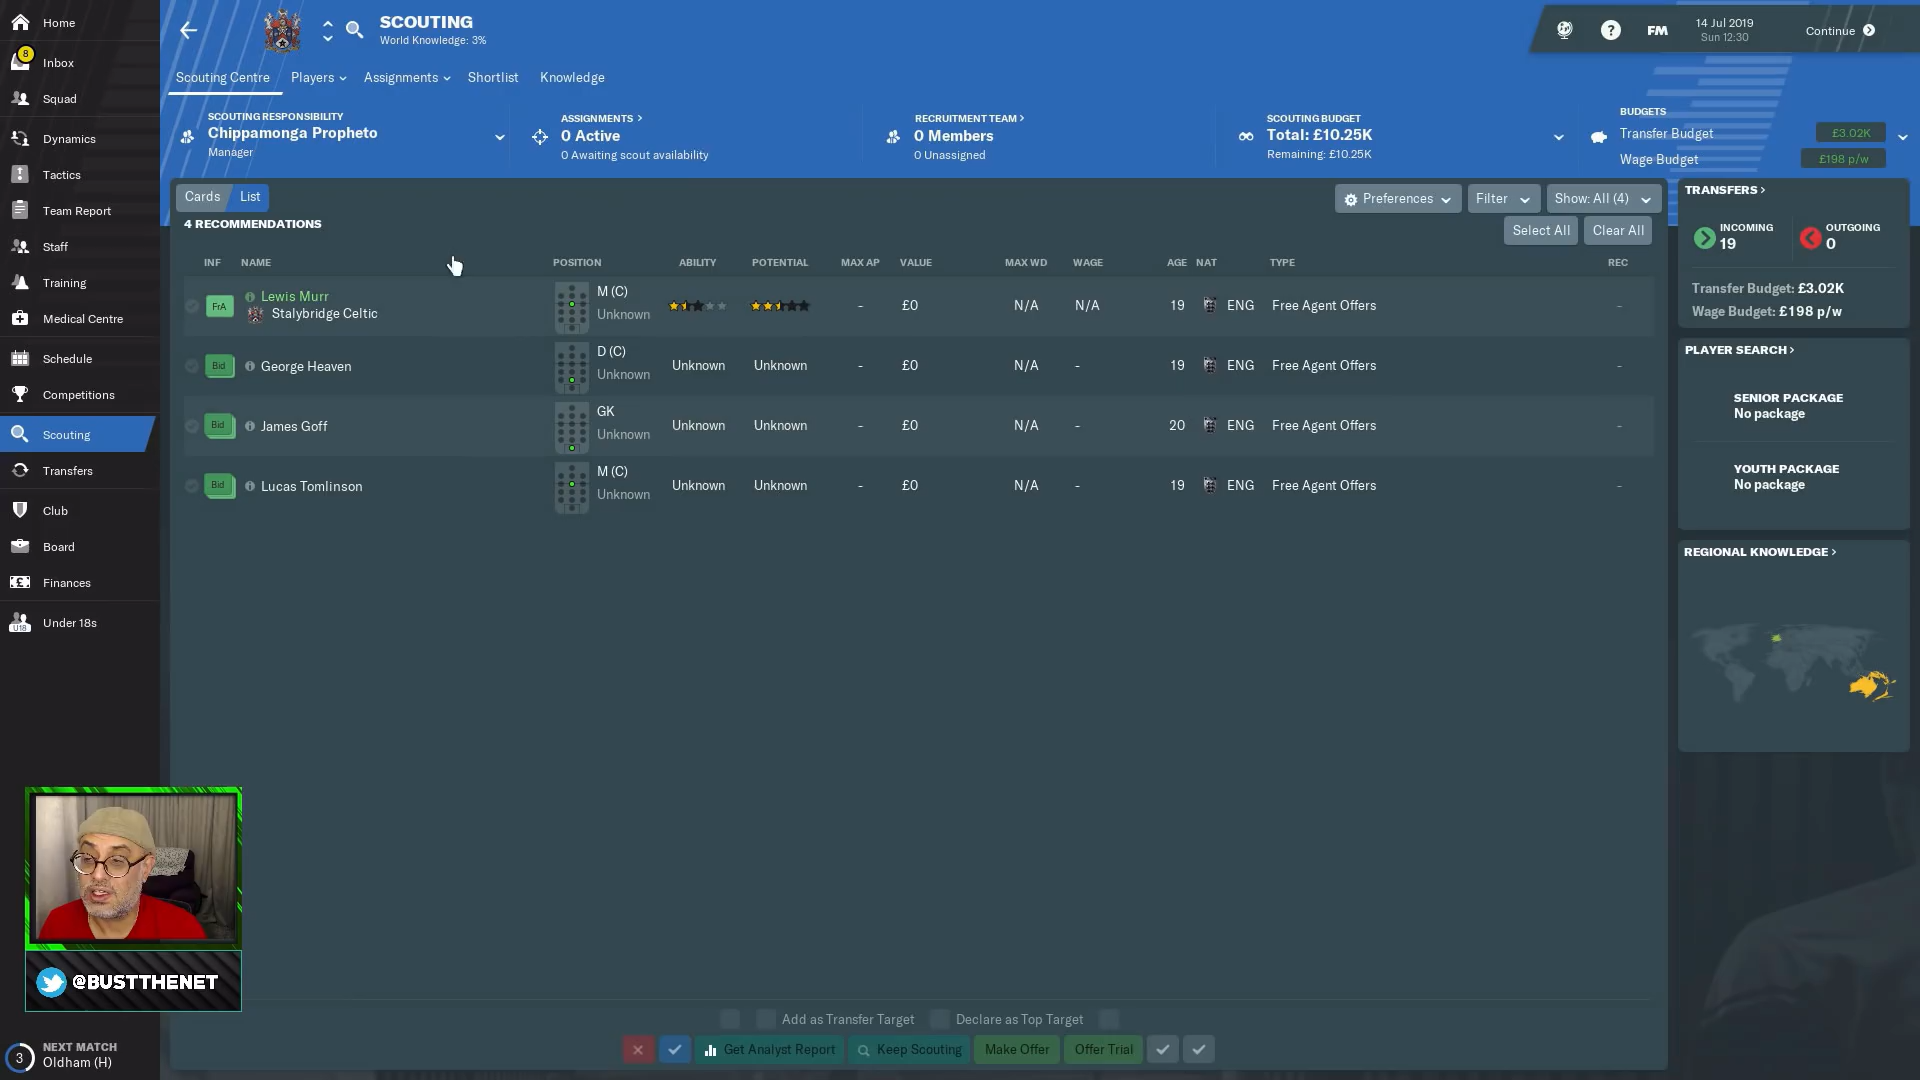 Home
8
Inbox
Squad
Dynamics
Tactics
Team Report
Staff
Training
Medical Centre
Schedule
Competitions
Scouting
Transfers
Club
Board
Finances
U18
Under 18s
SCOUTING
World Knowledge: 3%
?
FM
14 Jul 2019
Sun 12:30
Continue
Scouting Centre
Players
Assignments
Shortlist
Knowledge
SCOUTING RESPONSIBILITY
Chippamonga Propheto
Manager
ASSIGNMENTS >
0 Active
0 Awaiting scout availability
RECRUITMENT TEAM >
0 Members
0 Unassigned
SCOUTING BUDGET
Total: £10.25K
Remaining: £10.25K
BUDGETS
Transfer Budget £3.02K
Wage Budget £198 p/w
Cards List
Preferences Filter Show: All (4)
4 RECOMMENDATIONS
Select All Clear All
INF NAME POSITION ABILITY POTENTIAL MAX AP VALUE MAX WD WAGE AGE NAT TYPE REC
FrA Lewis Murr Stalybridge Celtic M (C) Unknown - £0 N/A N/A 19 ENG Free Agent Offers -
Bid George Heaven D (C) Unknown Unknown Unknown - £0 N/A - 19 ENG Free Agent Offers -
Bid James Goff GK Unknown Unknown Unknown - £0 N/A - 20 ENG Free Agent Offers -
Bid Lucas Tomlinson M (C) Unknown Unknown Unknown - £0 N/A - 19 ENG Free Agent Offers -
TRANSFERS >
INCOMING
19
OUTGOING
0
Transfer Budget: £3.02K
Wage Budget: £198 p/w
PLAYER SEARCH >
SENIOR PACKAGE
No package
YOUTH PACKAGE
No package
REGIONAL KNOWLEDGE >
@BUSTTHENET
Add as Transfer Target Declare as Top Target
Get Analyst Report Keep Scouting Make Offer Offer Trial
3
NEXT MATCH
Oldham (H)